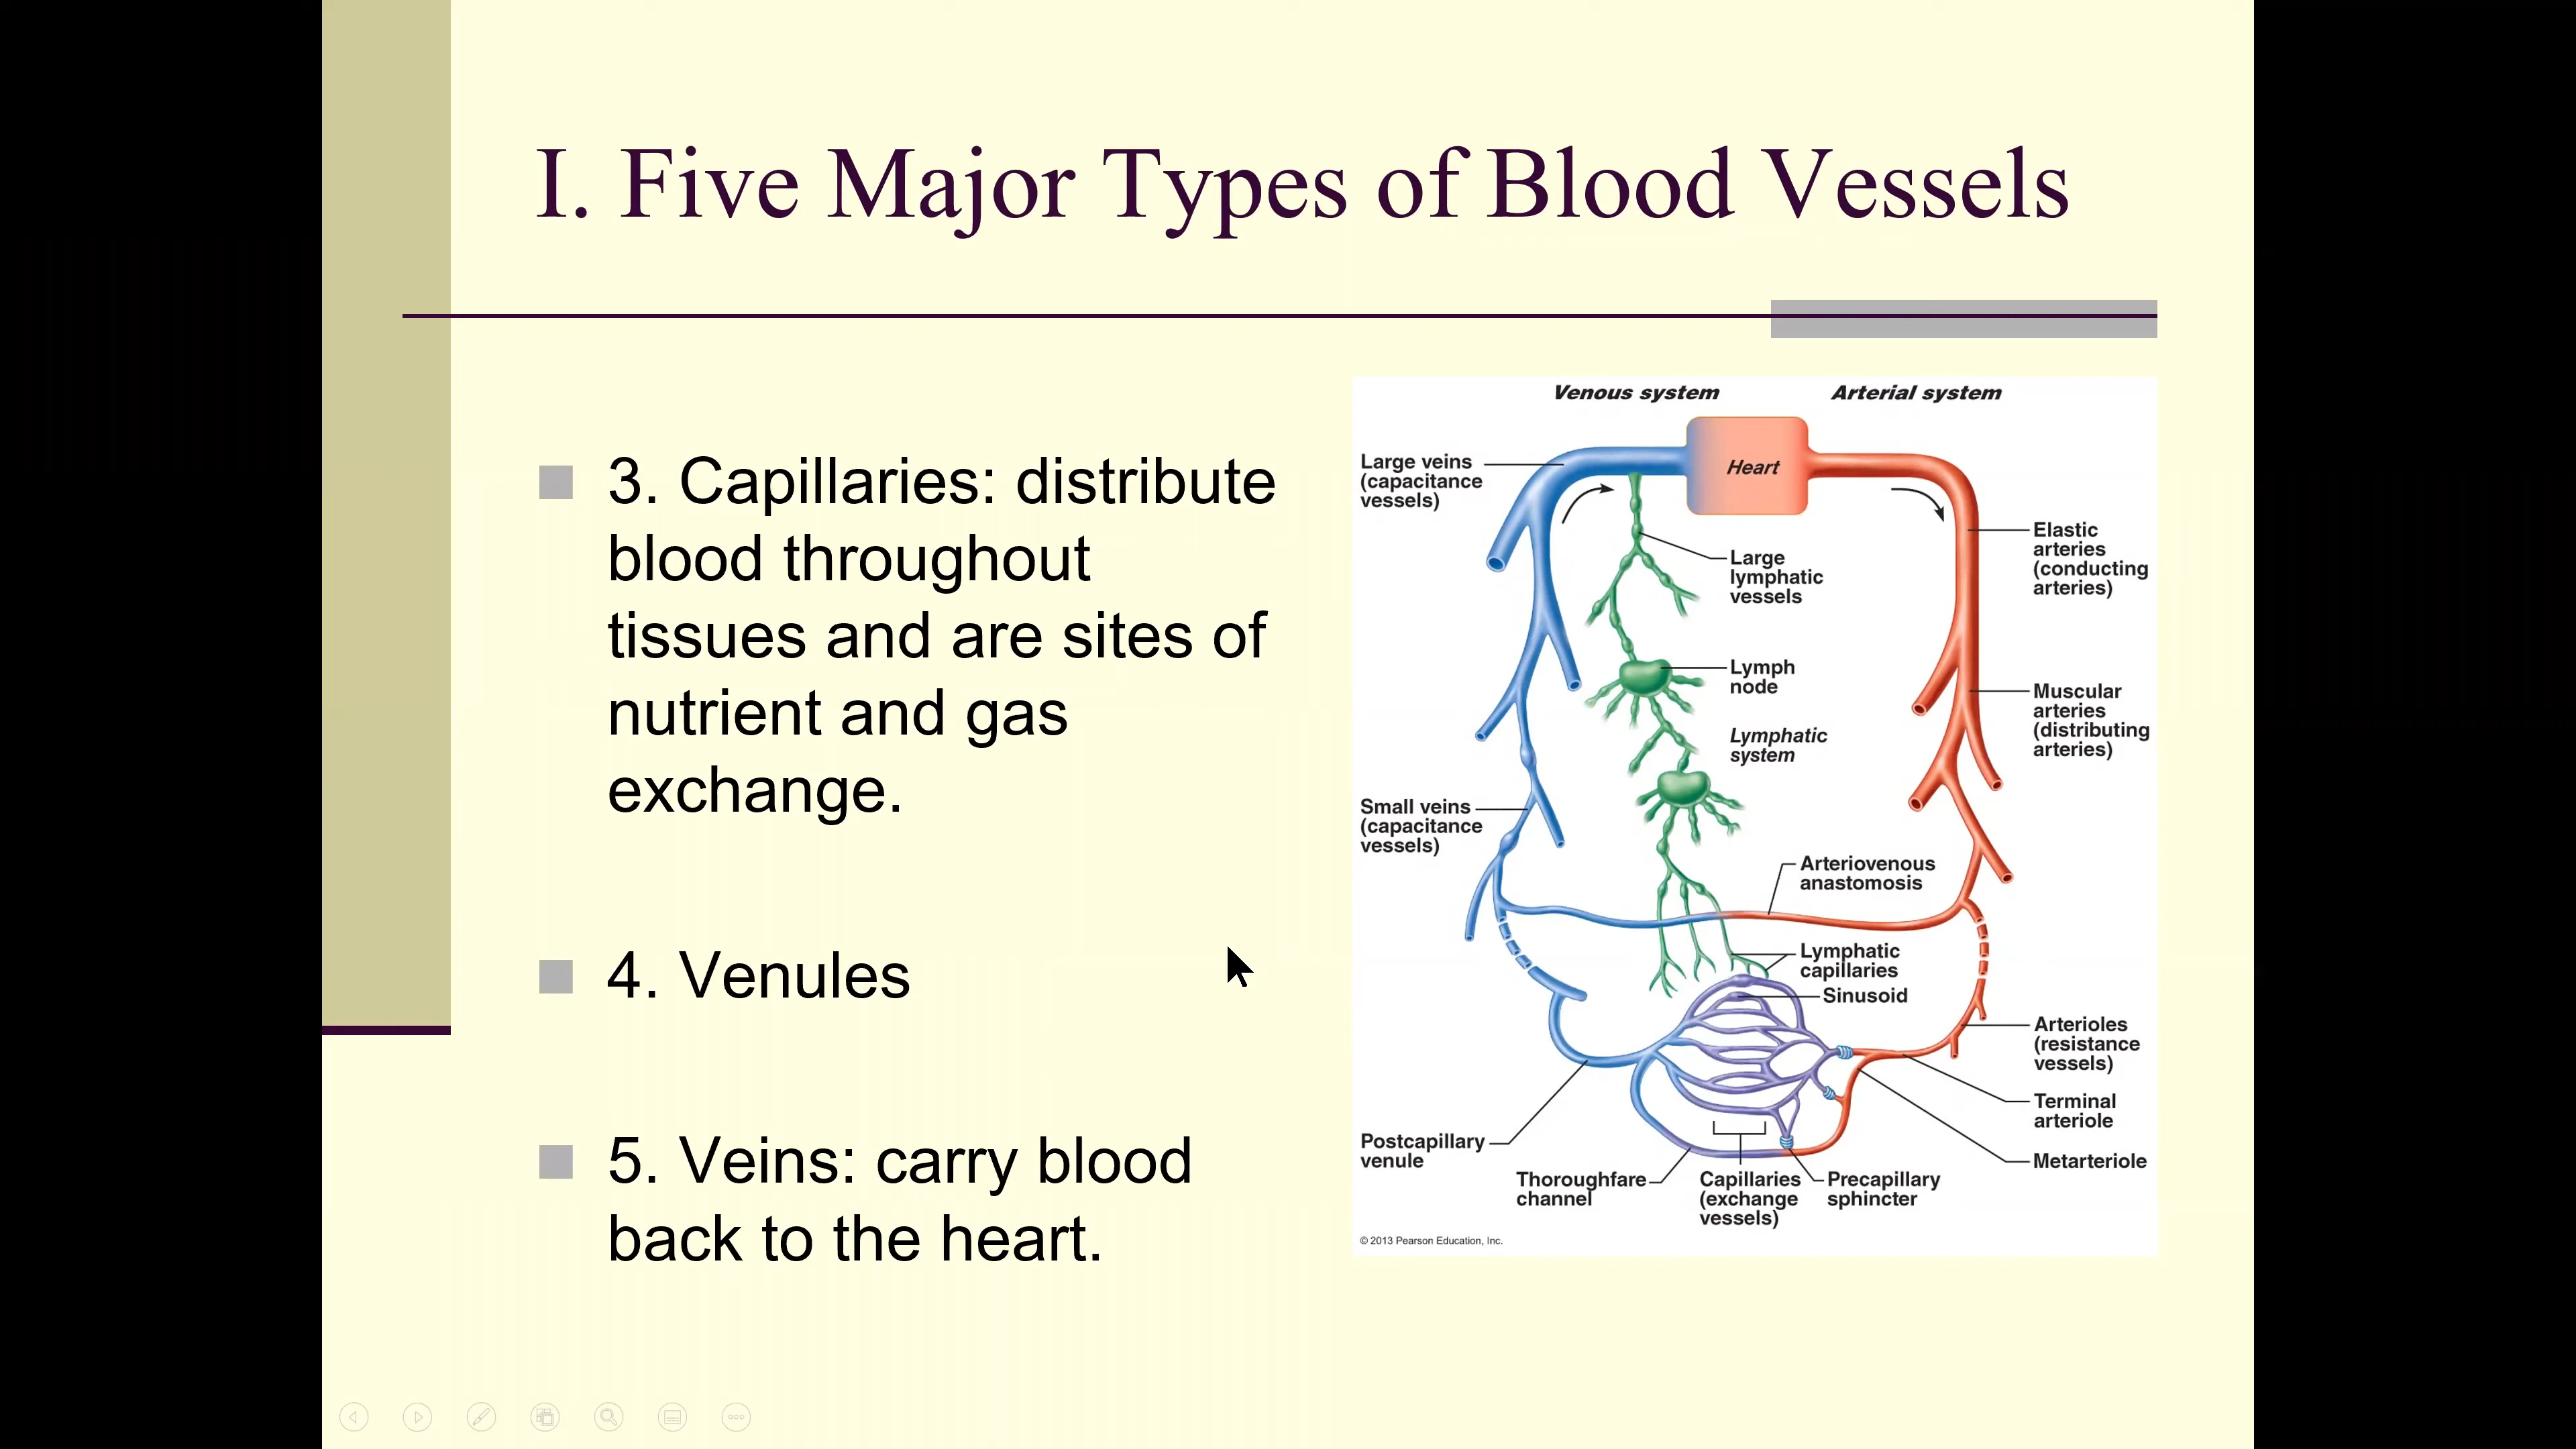 I. Five Major Types of Blood Vessels
3. Capillaries: distribute
blood throughout
tissues and are sites of
nutrient and gas
exchange.
4. Venules
5. Veins: carry blood
back to the heart.
Venous system
Arterial system
Heart
Large veins
(capacitance
vessels)
Elastic
arteries
(conducting
arteries)
Large
lymphatic
vessels
Lymph
node
Muscular
arteries
(distributing
arteries)
Lymphatic
system
Small veins
(capacitance
vessels)
Arteriovenous
anastomosis
Lymphatic
capillaries
Sinusoid
Arterioles
(resistance
vessels)
Terminal
arteriole
Postcapillary
venule
Metarteriole
Thoroughfare
channel
Capillaries
(exchange
vessels)
Precapillary
sphincter
© 2013 Pearson Education, Inc.